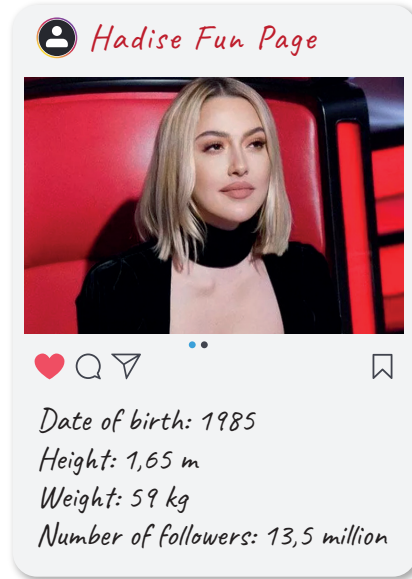 Hadise Fun Page
Date of birth: 1985
Height: 1,65 m
Weight: 59 kg
Number of followers: 13,5 million